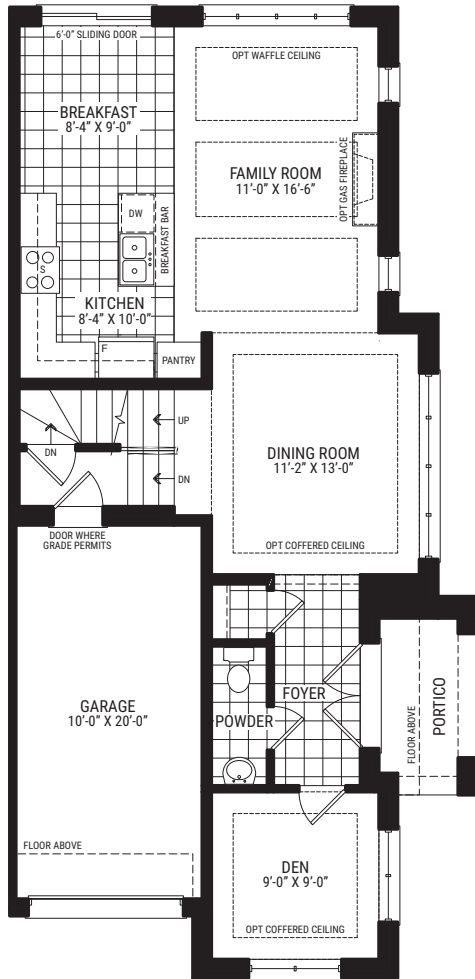 6'-0" SLIDING DOOR
OPT WAFFLE CEILING
BREAKFAST
8'-4" X 9'-0"
FAMILY ROOM
11'-0" X 16'-6"
OPT GAS FIREPLACE
DW
BREAKFAST BAR
S
KITCHEN
8'-4" X 10'-0"
F
PANTRY
UP
DN
DN
DINING ROOM
11'-2" X 13'-0"
OPT COFFERED CEILING
DOOR WHERE
GRADE PERMITS
GARAGE
10'-0" X 20'-0"
FOYER
POWDER
FLOOR ABOVE
PORTICO
FLOOR ABOVE
DEN
9'-0" X 9'-0"
OPT COFFERED CEILING